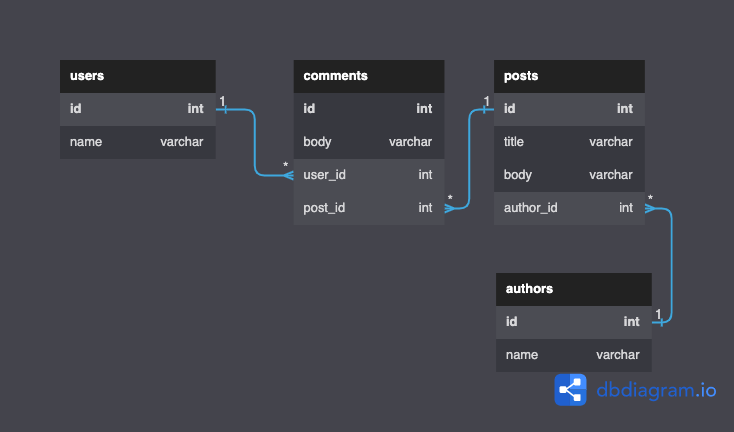 users
id int 1
name varchar
comments
id int
body varchar
* user_id int
post_id int *
posts
1 id int
title varchar
body varchar
author_id int *
authors
id int 1
name varchar
dbdiagram.io